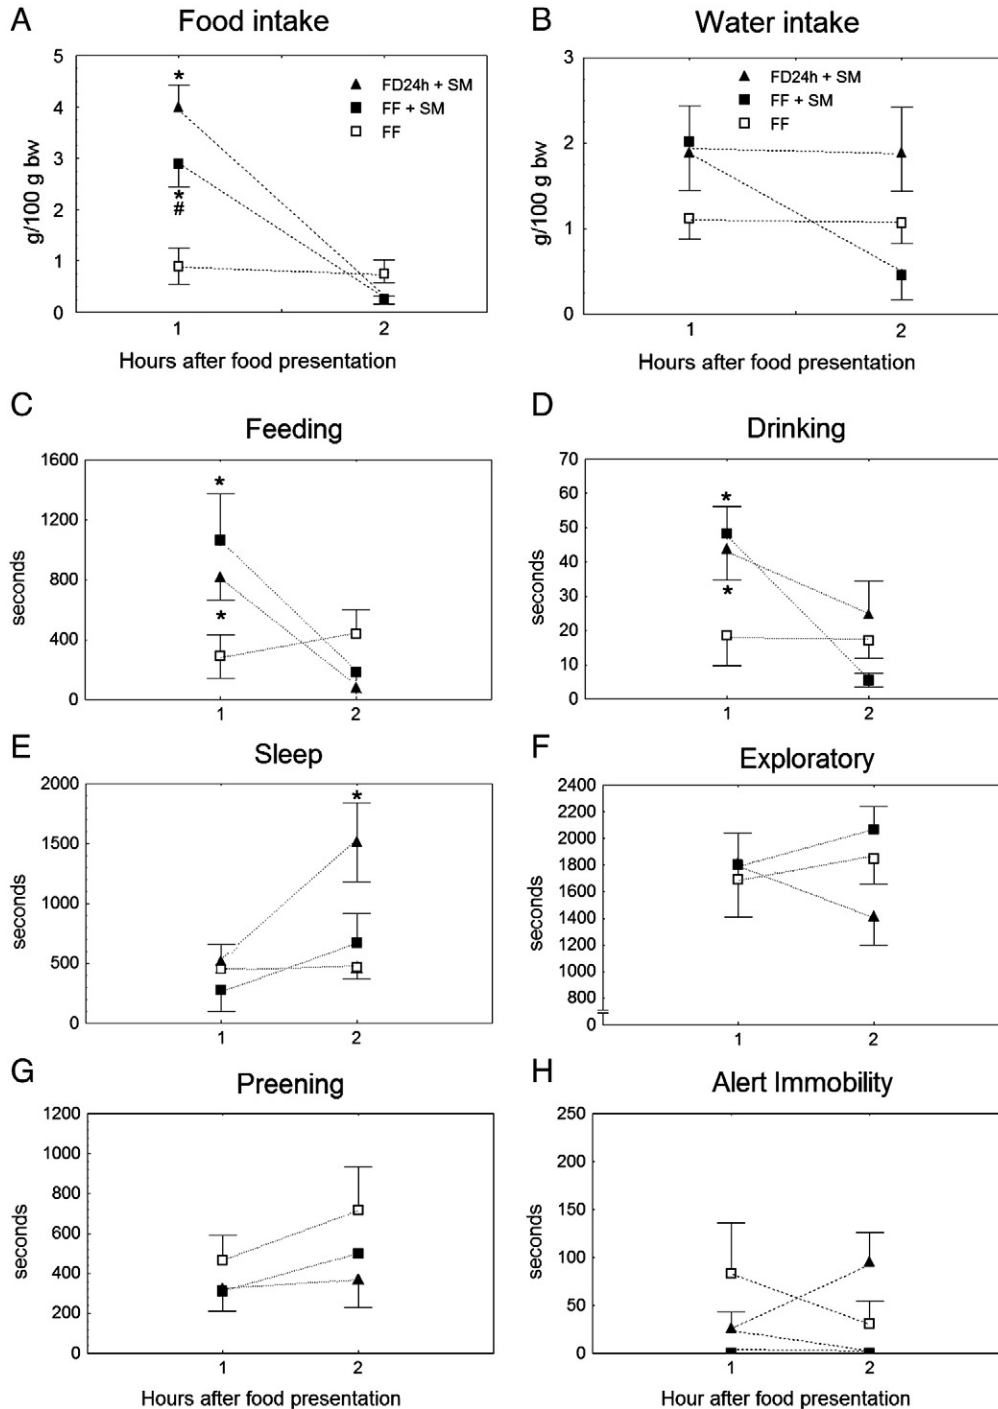 A
Food intake
5
4
3
2
1
0
g/100 g bw
*
*
#
FD24h + SM
FF + SM
FF
1
2
Hours after food presentation
B
Water intake
3
2
1
0
g/100 g bw
FD24h + SM
FF + SM
FF
1
2
Hours after food presentation
C
Feeding
1600
1200
800
400
0
seconds
*
*
1
2
D
Drinking
70
60
50
40
30
20
10
0
seconds
*
*
1
2
E
Sleep
2000
1500
1000
500
0
seconds
*
1
2
F
Exploratory
2400
2200
2000
1800
1600
1400
1200
1000
800
0
seconds
1
2
G
Preening
1200
1000
800
600
400
200
0
seconds
1
2
Hours after food presentation
H
Alert Immobility
250
200
150
100
50
0
seconds
1
2
Hour after food presentation